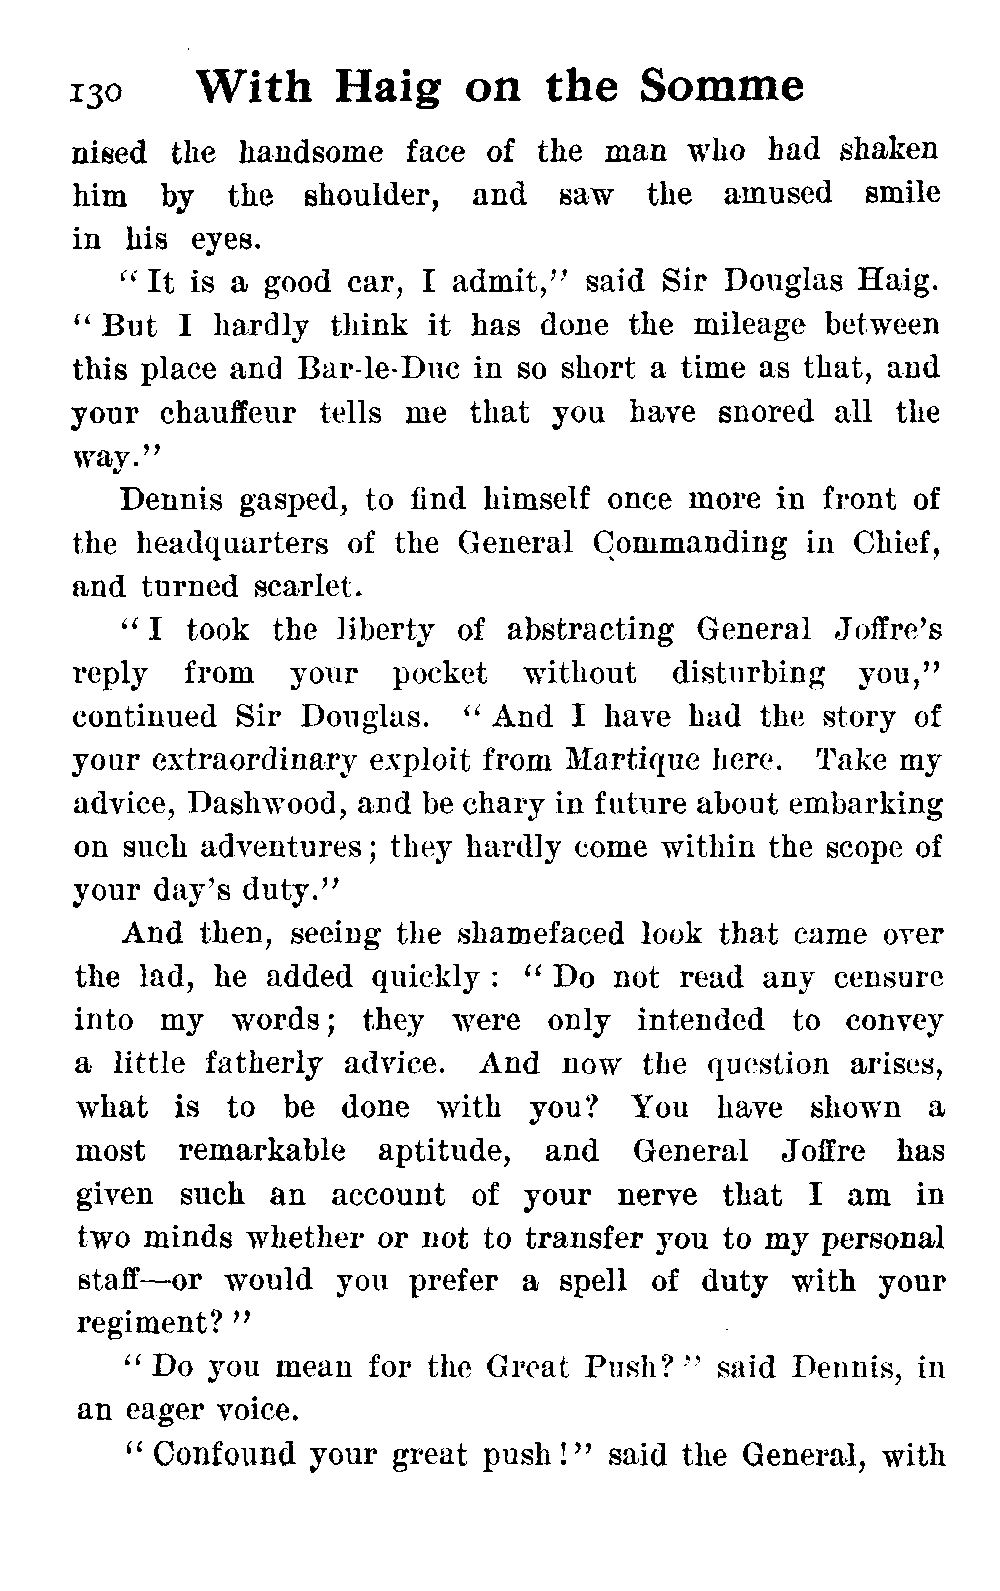 130 With Haig on the Somme
nised the handsome face of the man who had shaken
him by the shoulder, and saw the amused smile
in his eyes.
“ It is a good car, I admit,” said Sir Douglas Haig.
“ But I hardly think it has done the mileage between
this place and Bar-le-Duc in so short a time as that, and
your chauffeur tells me that you have snored all the
way.”
Dennis gasped, to find himself once more in front of
the headquarters of the General Commanding in Chief,
and turned scarlet.
“ I took the liberty of abstracting General Joffre’s
reply from your pocket without disturbing you,”
continued Sir Douglas. “ And I have had the story of
your extraordinary exploit from Martique here. Take my
advice, Dashwood, and be chary in future about embarking
on such adventures ; they hardly come within the scope of
your day’s duty.”
And then, seeing the shamefaced look that came over
the lad, he added quickly : “ Do not read any censure
into my words ; they were only intended to convey
a little fatherly advice. And now the question arises,
what is to be done with you? You have shown a
most remarkable aptitude, and General Joffre has
given such an account of your nerve that I am in
two minds whether or not to transfer you to my personal
staff—or would you prefer a spell of duty with your
regiment? ”
“ Do you mean for the Great Push? ” said Dennis, in
an eager voice.
“ Confound your great push ! ” said the General, with